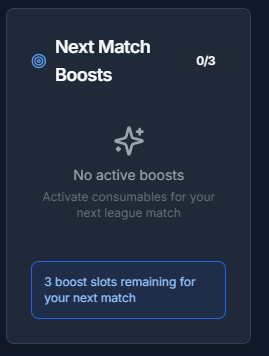 Next Match
Boosts
0/3
No active boosts
Activate consumables for your
next league match
3 boost slots remaining for
your next match